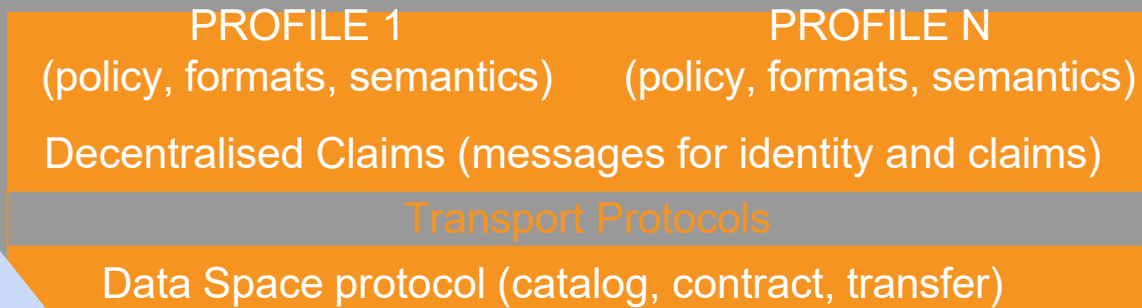 PROFILE 1 PROFILE N
(policy, formats, semantics) (policy, formats, semantics)
Decentralised Claims (messages for identity and claims)
Transport Protocols
Data Space protocol (catalog, contract, transfer)